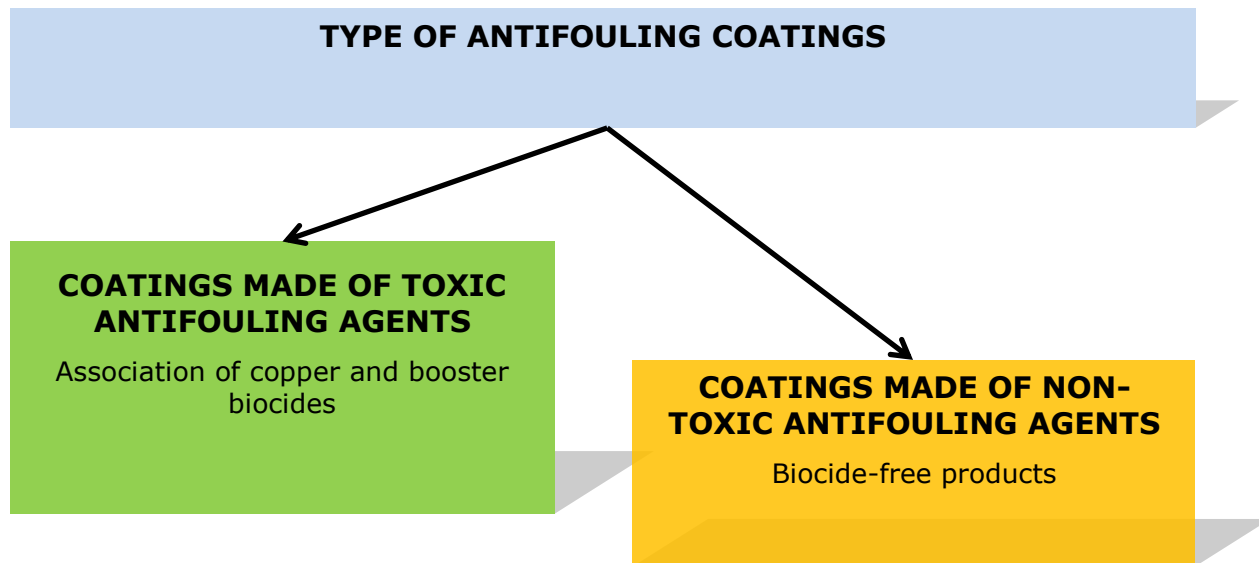 TYPE OF ANTIFOULING COATINGS
COATINGS MADE OF TOXIC
ANTIFOULING AGENTS
Association of copper and booster
biocides
COATINGS MADE OF NON-
TOXIC ANTIFOULING AGENTS
Biocide-free products